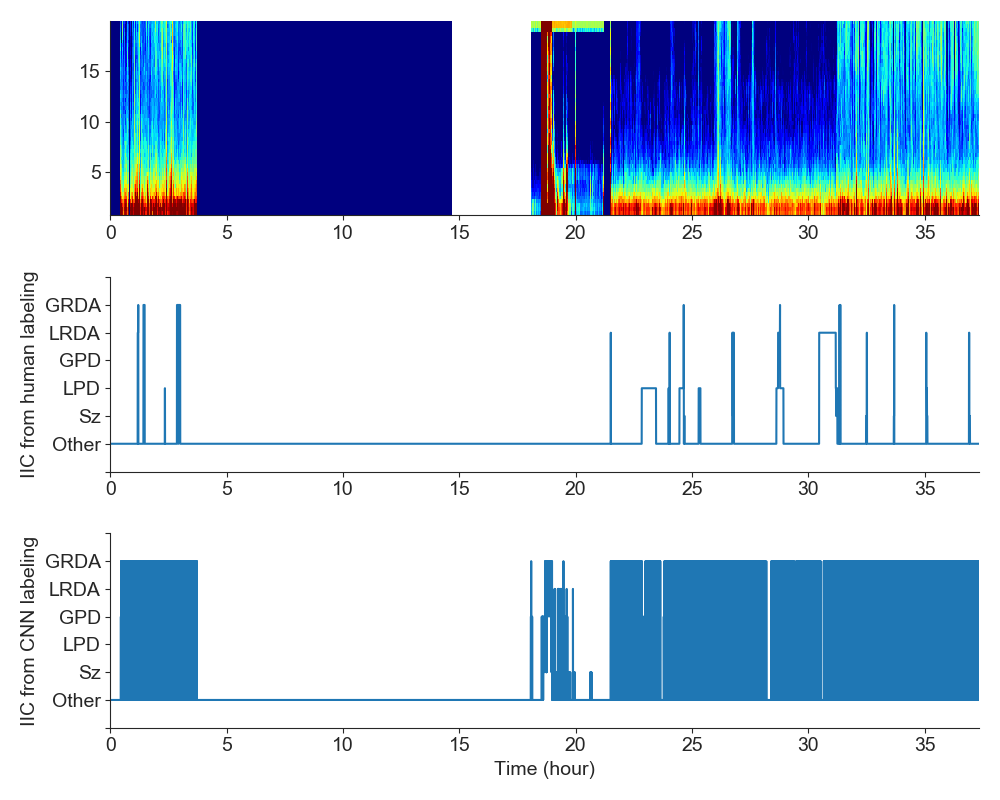 15
10
5
0 5 10 15 20 25 30 35
IIC from human labeling
GRDA
LRDA
GPD
LPD
Sz
Other
0 5 10 15 20 25 30 35
IIC from CNN labeling
GRDA
LRDA
GPD
LPD
Sz
Other
0 5 10 15 20 25 30 35
Time (hour)